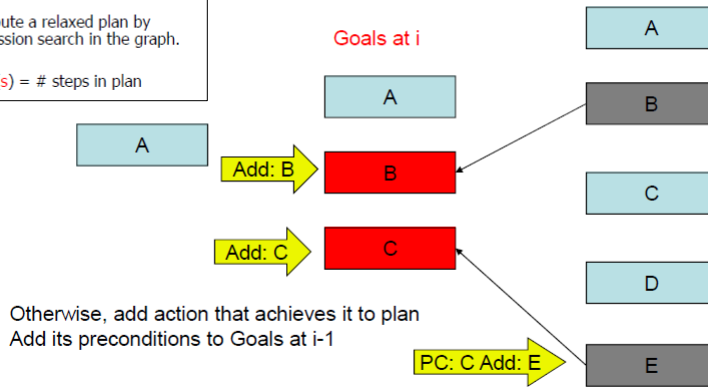 ute a relaxed plan by
ssion search in the graph.
s) = # steps in plan
Goals at i
A
A
B
A
Add: B
B
C
Add: C
C
D
Otherwise, add action that achieves it to plan
Add its preconditions to Goals at i-1
PC: C Add: E
E